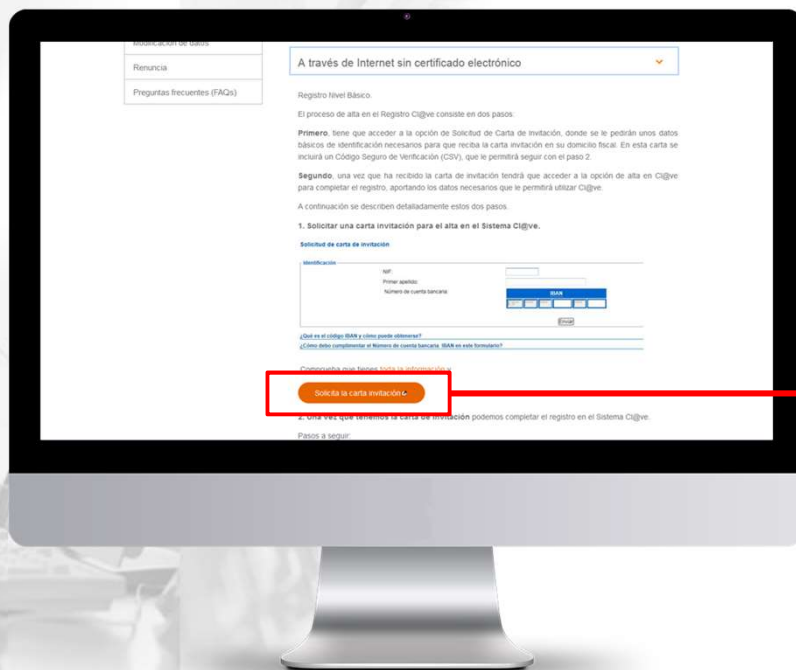 Modificación de datos
Renuncia
Preguntas frecuentes (FAQs)
A través de Internet sin certificado electrónico
Registro Nivel Básico.
El proceso de alta en el Registro Cl@ve consiste en dos pasos:
Primero, tiene que acceder a la opción de Solicitud de Carta de Invitación, donde se le pedirán unos datos
básicos de identificación necesarios para que reciba la carta invitación en su domicilio fiscal. En esta carta se
incluirá un Código Seguro de Verificación (CSV), que le permitirá seguir con el paso 2.
Segundo, una vez que ha recibido la carta de invitación tendrá que acceder a la opción de alta en Cl@ve
para completar el registro, aportando los datos necesarios que le permitirá utilizar Cl@ve.
A continuación se describen detalladamente estos dos pasos.
1. Solicitar una carta invitación para el alta en el Sistema Cl@ve.
Solicitud de carta de invitación
Identificación
NIF:
Primer apellido:
Número de cuenta bancaria:
IBAN
Enviar
¿Qué es el código IBAN y cómo puede obtenerse?
¿Cómo debe cumplimentar el Número de cuenta bancaria IBAN en este formulario?
Comprueba que tienes toda la información y
Solicita la carta invitación
2. Una vez que tenemos la carta de invitación podemos completar el registro en el Sistema Cl@ve.
Pasos a seguir: